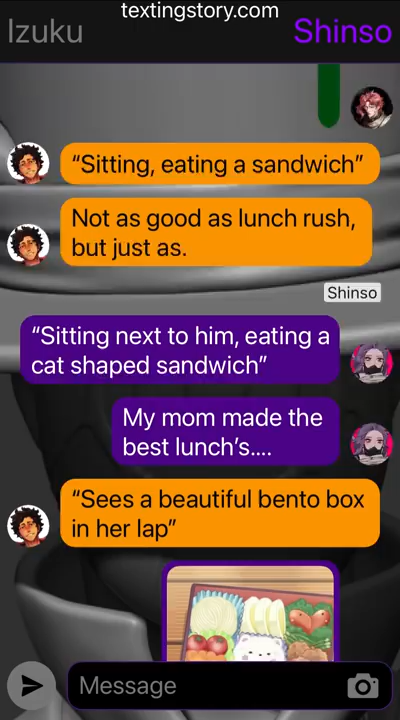 textingstory.com
Izuku
Shinso
“Sitting, eating a sandwich”
Not as good as lunch rush,
but just as.
Shinso
“Sitting next to him, eating a
cat shaped sandwich”
My mom made the
best lunch’s....
“Sees a beautiful bento box
in her lap”
Message